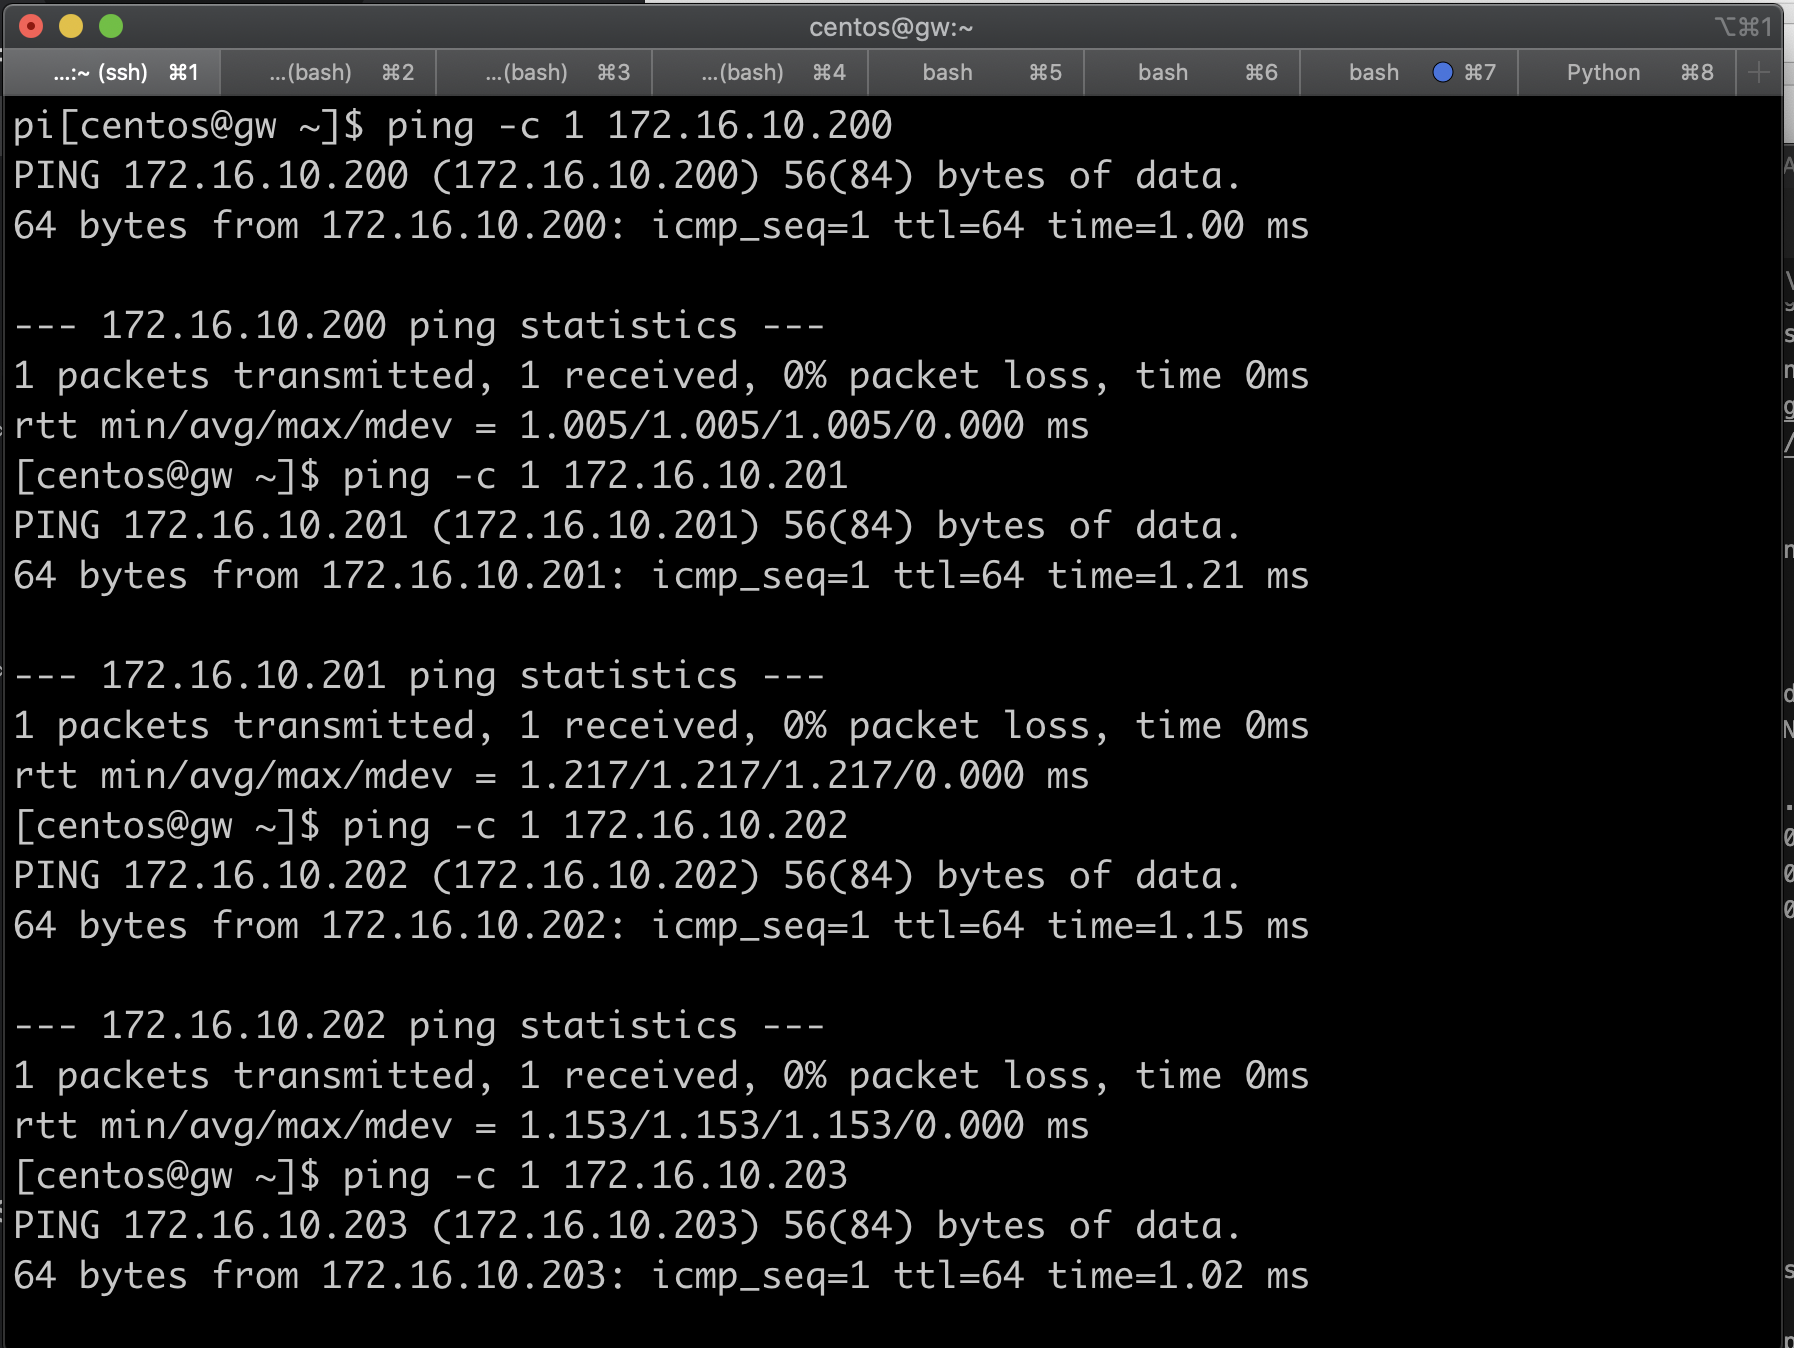 centos@gw:~ ⌥⌘1
...:~ (ssh) ⌘1 ...(bash) ⌘2 ...(bash) ⌘3 ...(bash) ⌘4 bash ⌘5 bash ⌘6 bash ⌘7 Python ⌘8
pi[centos@gw ~]$ ping -c 1 172.16.10.200
PING 172.16.10.200 (172.16.10.200) 56(84) bytes of data.
64 bytes from 172.16.10.200: icmp_seq=1 ttl=64 time=1.00 ms
--- 172.16.10.200 ping statistics ---
1 packets transmitted, 1 received, 0% packet loss, time 0ms
rtt min/avg/max/mdev = 1.005/1.005/1.005/0.000 ms
[centos@gw ~]$ ping -c 1 172.16.10.201
PING 172.16.10.201 (172.16.10.201) 56(84) bytes of data.
64 bytes from 172.16.10.201: icmp_seq=1 ttl=64 time=1.21 ms
--- 172.16.10.201 ping statistics ---
1 packets transmitted, 1 received, 0% packet loss, time 0ms
rtt min/avg/max/mdev = 1.217/1.217/1.217/0.000 ms
[centos@gw ~]$ ping -c 1 172.16.10.202
PING 172.16.10.202 (172.16.10.202) 56(84) bytes of data.
64 bytes from 172.16.10.202: icmp_seq=1 ttl=64 time=1.15 ms
--- 172.16.10.202 ping statistics ---
1 packets transmitted, 1 received, 0% packet loss, time 0ms
rtt min/avg/max/mdev = 1.153/1.153/1.153/0.000 ms
[centos@gw ~]$ ping -c 1 172.16.10.203
PING 172.16.10.203 (172.16.10.203) 56(84) bytes of data.
64 bytes from 172.16.10.203: icmp_seq=1 ttl=64 time=1.02 ms